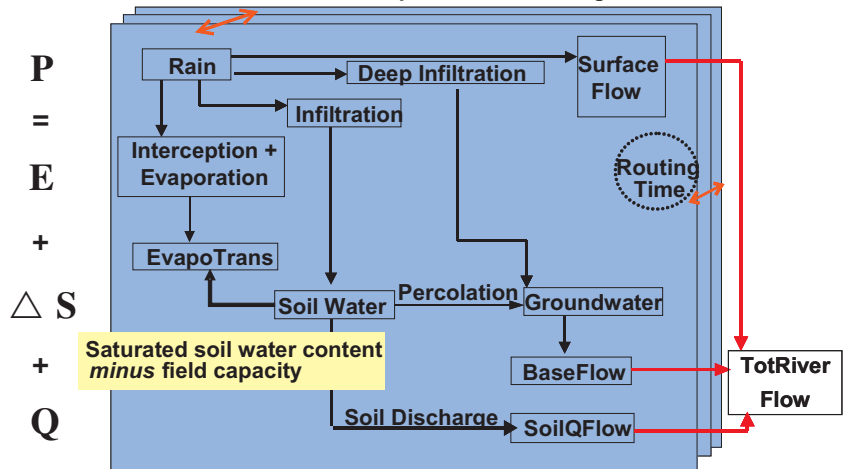 P
=
E
+
△ S
+
Q
Rain
Deep Infiltration
Surface
Flow
Infiltration
Interception +
Evaporation
Routing
Time
EvapoTrans
Soil Water
Percolation
Groundwater
Saturated soil water content
minus field capacity
BaseFlow
TotRiver
Flow
Soil Discharge
SoilQFlow